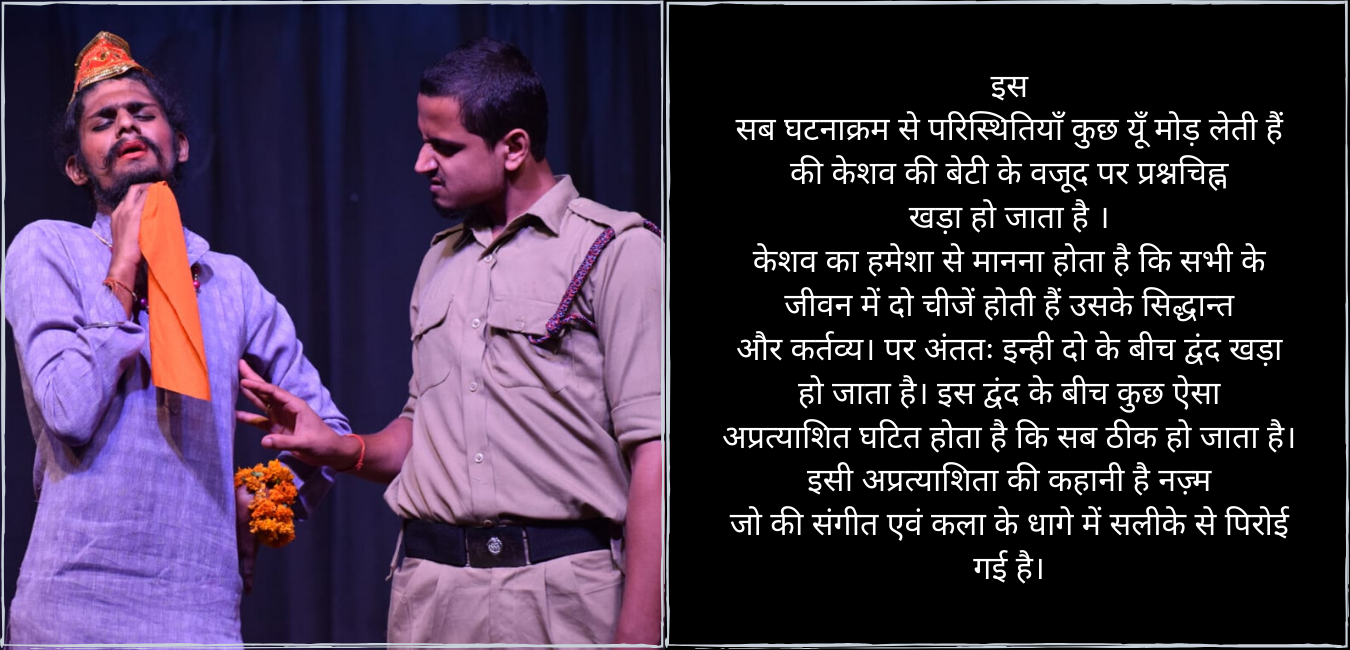 इस
सब घटनाक्रम से परिस्थितियाँ कुछ यूँ मोड़ लेती हैं
की केशव की बेटी के वजूद पर प्रश्नचिह्न
खड़ा हो जाता है ।
केशव का हमेशा से मानना होता है कि सभी के
जीवन में दो चीजें होती हैं उसके सिद्धान्त
और कर्तव्य। पर अंततः इन्ही दो के बीच द्वंद खड़ा
हो जाता है। इस द्वंद के बीच कुछ ऐसा
अप्रत्याशित घटित होता है कि सब ठीक हो जाता है।
इसी अप्रत्याशिता की कहानी है नज़्म
जो की संगीत एवं कला के धागे में सलीके से पिरोई
गई है।